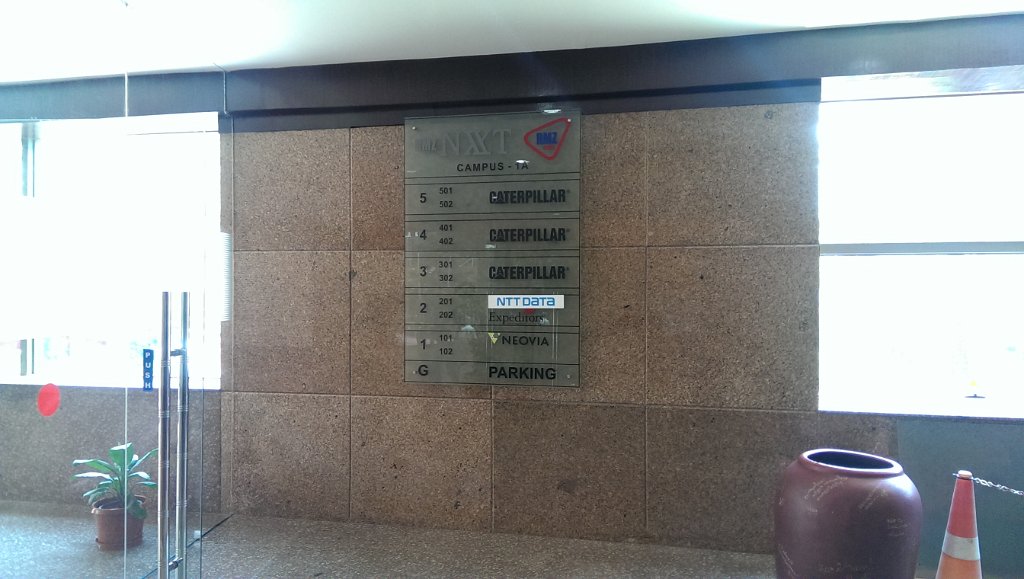 RMZ NXT RMZ
CAMPUS - 1A
5 501 CATERPILLAR
502
4 401 CATERPILLAR
402
3 301 CATERPILLAR
302
2 201 NTT DATA
202 Expeditors
1 101 NEOVIA
102
G PARKING
PUSH